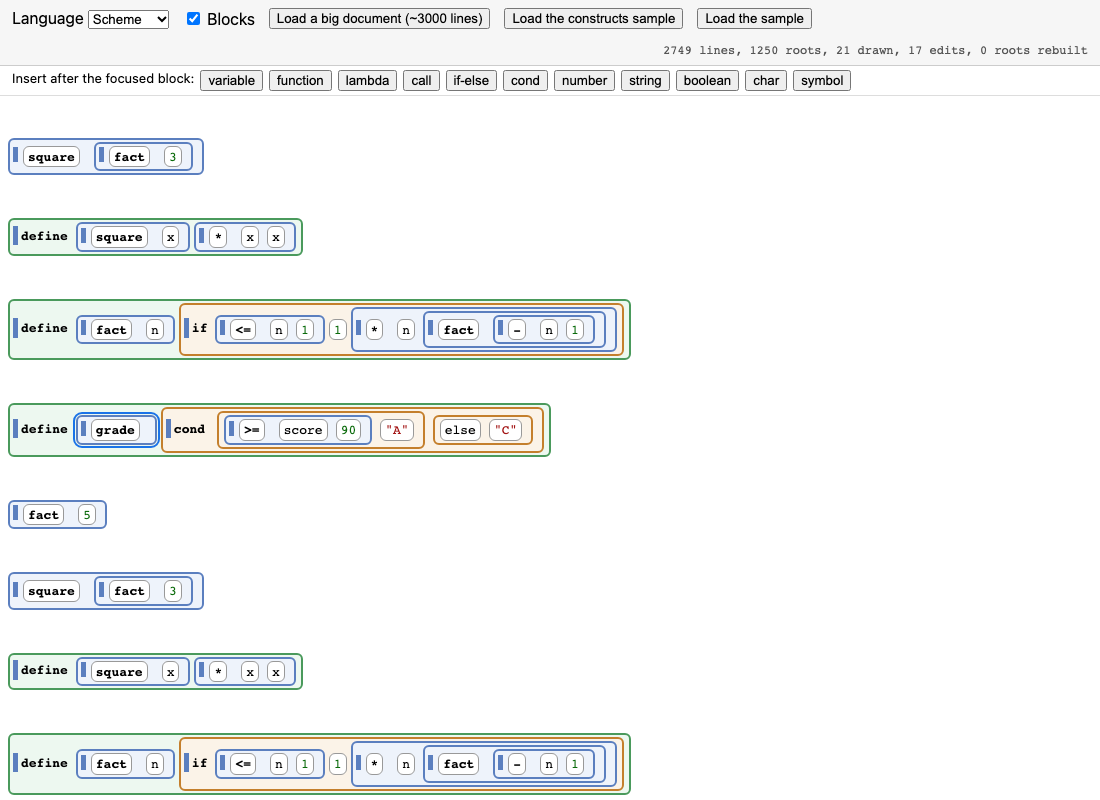 Language Scheme Blocks Load a big document (~3000 lines) Load the constructs sample Load the sample
2749 lines, 1250 roots, 21 drawn, 17 edits, 0 roots rebuilt
Insert after the focused block: variable function lambda call if-else cond number string boolean char symbol
square fact 3
define square x * x x
define fact n if <= n 1 1 * n fact - n 1
define grade cond >= score 90 "A" else "C"
fact 5
square fact 3
define square x * x x
define fact n if <= n 1 1 * n fact - n 1